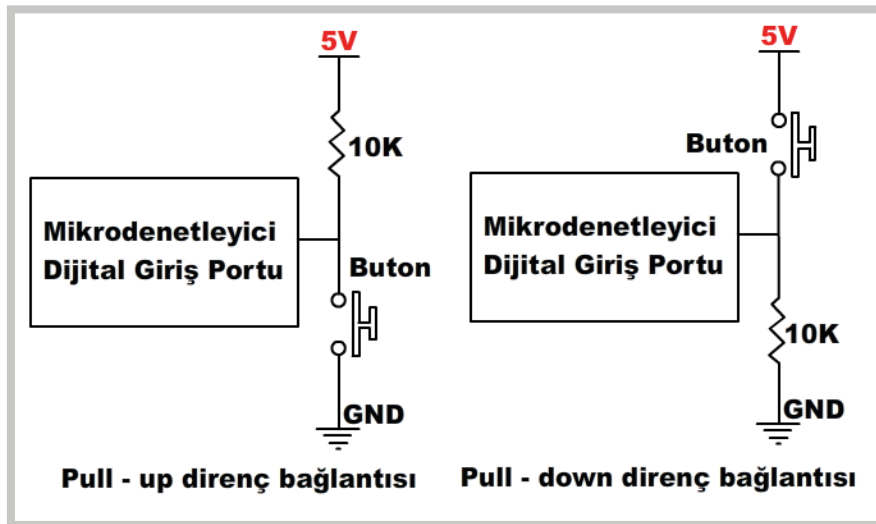 5V
10K
Mikrodenetleyici
Dijital Giriş Portu
Buton
GND
Pull - up direnç bağlantısı
5V
Buton
Mikrodenetleyici
Dijital Giriş Portu
10K
GND
Pull - down direnç bağlantısı